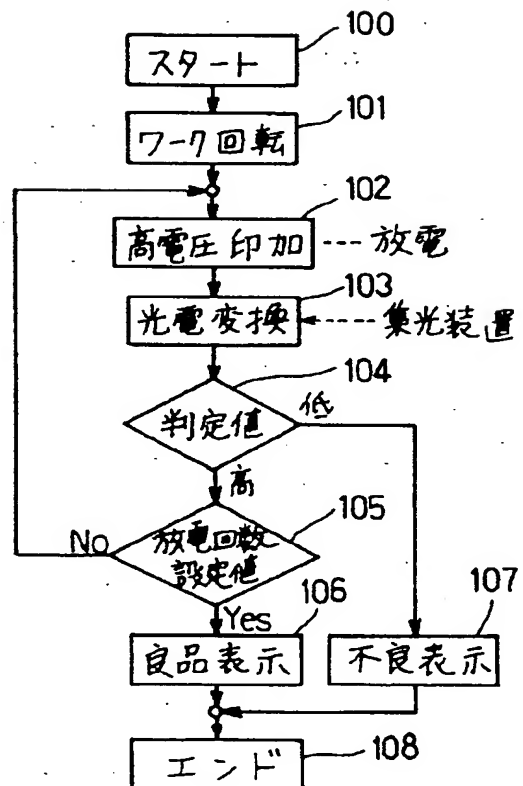 100
スタート
101
ワーク回転
102
高電圧印加 --- 放電
103
光電変換 ---- 集光装置
104
判定値
低
高
105
放電回数
設定値
No
Yes
106
良品表示
107
不良表示
エンド
108